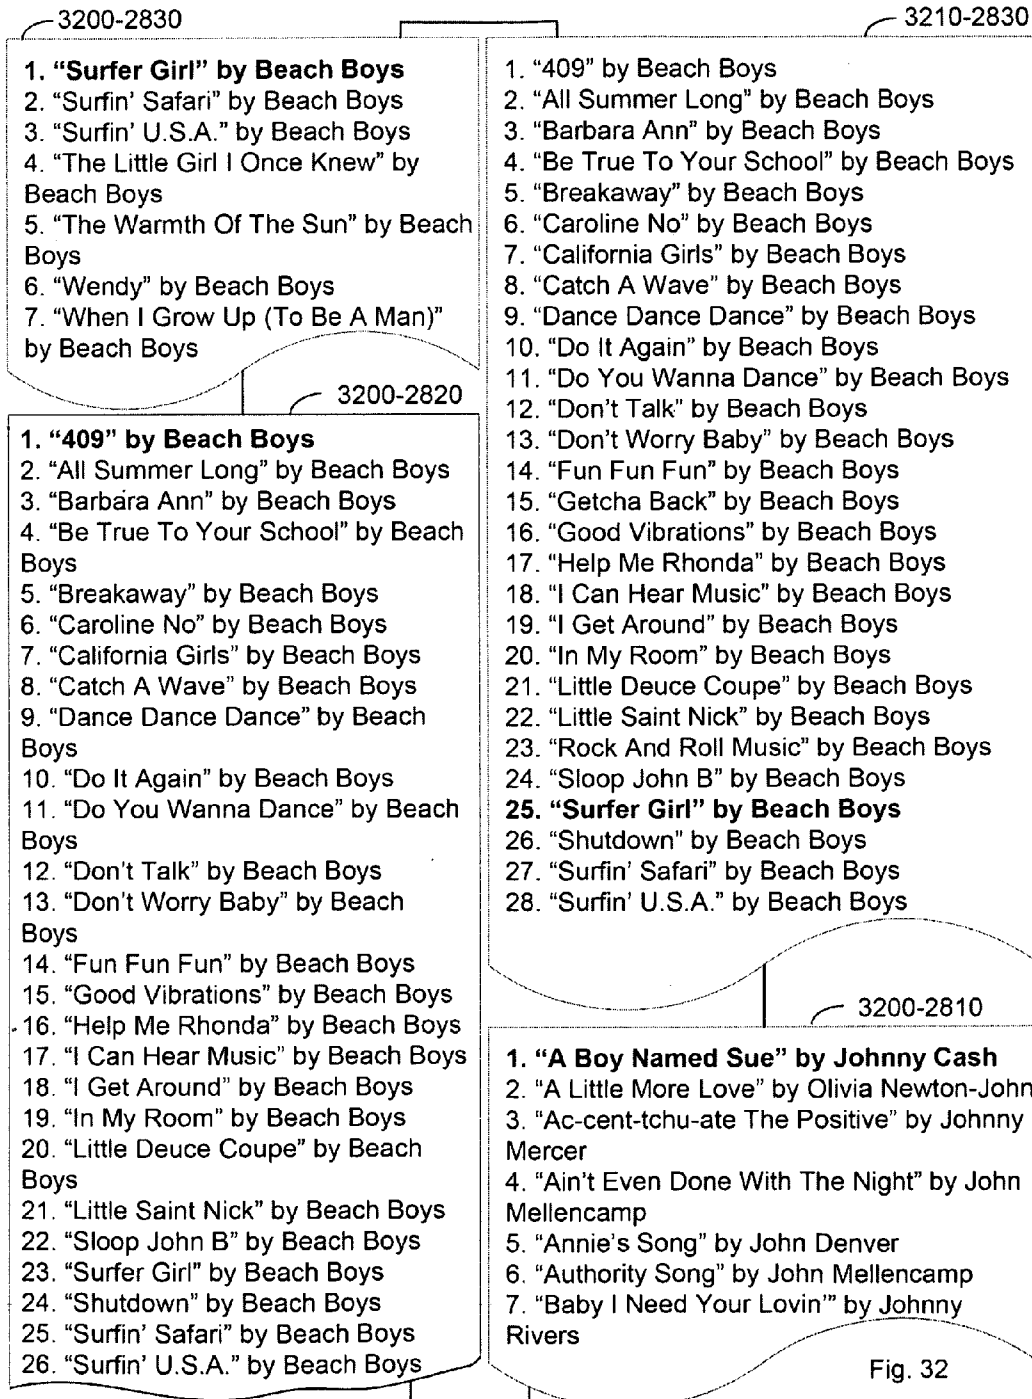 3200-2830
1. “Surfer Girl” by Beach Boys
2. “Surfin' Safari” by Beach Boys
3. “Surfin' U.S.A.” by Beach Boys
4. “The Little Girl I Once Knew” by
Beach Boys
5. “The Warmth Of The Sun” by Beach
Boys
6. “Wendy” by Beach Boys
7. “When I Grow Up (To Be A Man)”
by Beach Boys
3200-2820
1. “409” by Beach Boys
2. “All Summer Long” by Beach Boys
3. “Barbara Ann” by Beach Boys
4. “Be True To Your School” by Beach
Boys
5. “Breakaway” by Beach Boys
6. “Caroline No” by Beach Boys
7. “California Girls” by Beach Boys
8. “Catch A Wave” by Beach Boys
9. “Dance Dance Dance” by Beach
Boys
10. “Do It Again” by Beach Boys
11. “Do You Wanna Dance” by Beach
Boys
12. “Don't Talk” by Beach Boys
13. “Don't Worry Baby” by Beach
Boys
14. “Fun Fun Fun” by Beach Boys
15. “Good Vibrations” by Beach Boys
16. “Help Me Rhonda” by Beach Boys
17. “I Can Hear Music” by Beach Boys
18. “I Get Around” by Beach Boys
19. “In My Room” by Beach Boys
20. “Little Deuce Coupe” by Beach
Boys
21. “Little Saint Nick” by Beach Boys
22. “Sloop John B” by Beach Boys
23. “Surfer Girl” by Beach Boys
24. “Shutdown” by Beach Boys
25. “Surfin' Safari” by Beach Boys
26. “Surfin' U.S.A.” by Beach Boys
3210-2830
1. “409” by Beach Boys
2. “All Summer Long” by Beach Boys
3. “Barbara Ann” by Beach Boys
4. “Be True To Your School” by Beach Boys
5. “Breakaway” by Beach Boys
6. “Caroline No” by Beach Boys
7. “California Girls” by Beach Boys
8. “Catch A Wave” by Beach Boys
9. “Dance Dance Dance” by Beach Boys
10. “Do It Again” by Beach Boys
11. “Do You Wanna Dance” by Beach Boys
12. “Don't Talk” by Beach Boys
13. “Don't Worry Baby” by Beach Boys
14. “Fun Fun Fun” by Beach Boys
15. “Getcha Back” by Beach Boys
16. “Good Vibrations” by Beach Boys
17. “Help Me Rhonda” by Beach Boys
18. “I Can Hear Music” by Beach Boys
19. “I Get Around” by Beach Boys
20. “In My Room” by Beach Boys
21. “Little Deuce Coupe” by Beach Boys
22. “Little Saint Nick” by Beach Boys
23. “Rock And Roll Music” by Beach Boys
24. “Sloop John B” by Beach Boys
25. “Surfer Girl” by Beach Boys
26. “Shutdown” by Beach Boys
27. “Surfin' Safari” by Beach Boys
28. “Surfin' U.S.A.” by Beach Boys
3200-2810
1. “A Boy Named Sue” by Johnny Cash
2. “A Little More Love” by Olivia Newton-John
3. “Ac-cent-tchu-ate The Positive” by Johnny
Mercer
4. “Ain't Even Done With The Night” by John
Mellencamp
5. “Annie's Song” by John Denver
6. “Authority Song” by John Mellencamp
7. “Baby I Need Your Lovin'” by Johnny
Rivers
Fig. 32